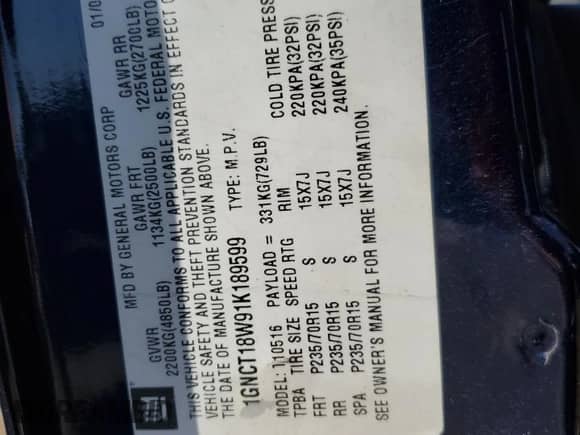 MFD BY GENERAL MOTORS CORP 01/0
GVWR GAWR FRT GAWR RR
2200KG(4850LB) 1134KG(2500LB) 1225KG(2700LB)
THIS VEHICLE CONFORMS TO ALL APPLICABLE U.S. FEDERAL MOTOR
VEHICLE SAFETY AND THEFT PREVENTION STANDARDS IN EFFECT O
THE DATE OF MANUFACTURE SHOWN ABOVE.
1GNCT18W91K189599 TYPE: M.P.V.
MODEL: 110516 PAYLOAD = 331KG(729LB)
TPBA TIRE SIZE SPEED RTG RIM COLD TIRE PRESS
FRT P235/70R15 S 15X7J 220KPA(32PSI)
RR P235/70R15 S 15X7J 220KPA(32PSI)
SPA P235/70R15 S 15X7J 240KPA(35PSI)
SEE OWNER'S MANUAL FOR MORE INFORMATION.